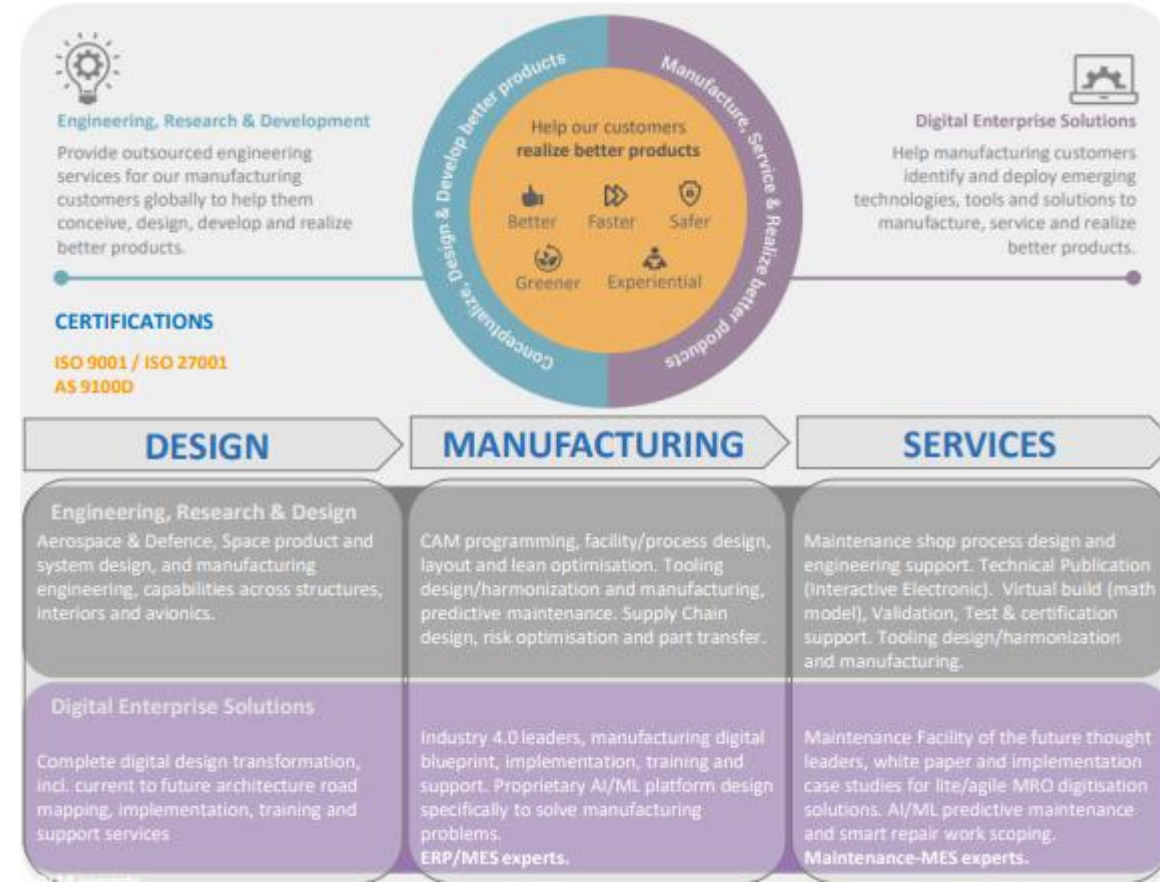 Engineering, Research & Development
Provide outsourced engineering
services for our manufacturing
customers globally to help them
conceive, design, develop and realize
better products.
Conceptualize, Design & Develop better products
Manufacture, Service & Realize better products
Help our customers
realize better products
Better Faster Safer
Greener Experiential
Digital Enterprise Solutions
Help manufacturing customers
identify and deploy emerging
technologies, tools and solutions to
manufacture, service and realize
better products.
CERTIFICATIONS
ISO 9001 / ISO 27001
AS 9100D
DESIGN
MANUFACTURING
SERVICES
Engineering, Research & Design
Aerospace & Defence, Space product and
system design, and manufacturing
engineering, capabilities across structures,
interiors and avionics.
CAM programming, facility/process design,
layout and lean optimisation. Tooling
design/harmonization and manufacturing,
predictive maintenance. Supply Chain
design, risk optimisation and part transfer.
Maintenance shop process design and
engineering support. Technical Publication
(Interactive Electronic). Virtual build (math
model), Validation, Test & certification
support. Tooling design/harmonization
and manufacturing.
Digital Enterprise Solutions
Complete digital design transformation,
incl. current to future architecture road
mapping, implementation, training and
support services
Industry 4.0 leaders, manufacturing digital
blueprint, implementation, training and
support. Proprietary AI/ML platform design
specifically to solve manufacturing
problems.
ERP/MES experts.
Maintenance Facility of the future thought
leaders, white paper and implementation
case studies for lite/agile MRO digitisation
solutions. AI/ML predictive maintenance
and smart repair work scoping.
Maintenance-MES experts.